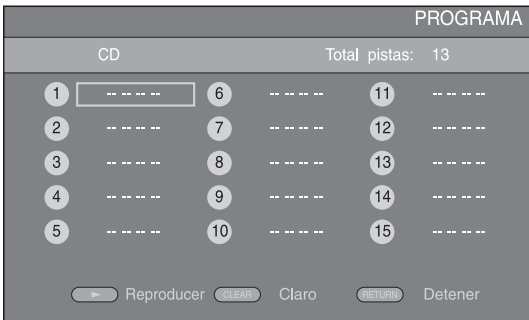 PROGRAMA
CD Total pistas: 13
1 -- -- -- -- 6 -- -- -- -- 11 -- -- -- --
2 -- -- -- -- 7 -- -- -- -- 12 -- -- -- --
3 -- -- -- -- 8 -- -- -- -- 13 -- -- -- --
4 -- -- -- -- 9 -- -- -- -- 14 -- -- -- --
5 -- -- -- -- 10 -- -- -- -- 15 -- -- -- --
Reproducer CLEAR Claro RETURN Detener